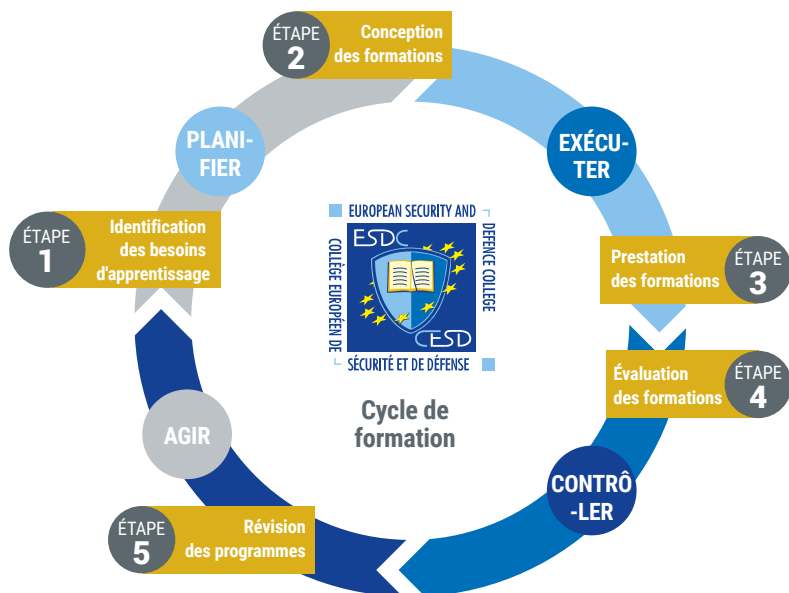 ÉTAPE
1
Identification
des besoins
d'apprentissage
PLANI-
FIER
ÉTAPE
2
Conception
des formations
EXÉCU-
TER
Prestation
des formations
ÉTAPE
3
Évaluation
des formations
ÉTAPE
4
CONTRÔ
-LER
ÉTAPE
5
Révision
des programmes
AGIR
EUROPEAN SECURITY AND
DEFENCE COLLEGE
COLLÈGE EUROPÉEN DE
SÉCURITÉ ET DE DÉFENSE
ESDC
CESD
Cycle de
formation